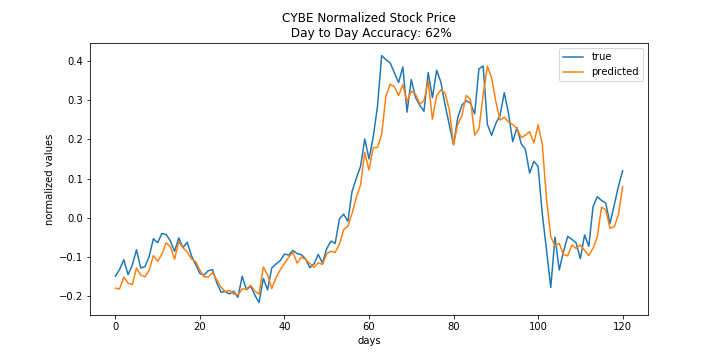 CYBE Normalized Stock Price
Day to Day Accuracy: 62%
true
predicted
normalized values
0.4
0.3
0.2
0.1
0.0
−0.1
−0.2
0
20
40
60
80
100
120
days